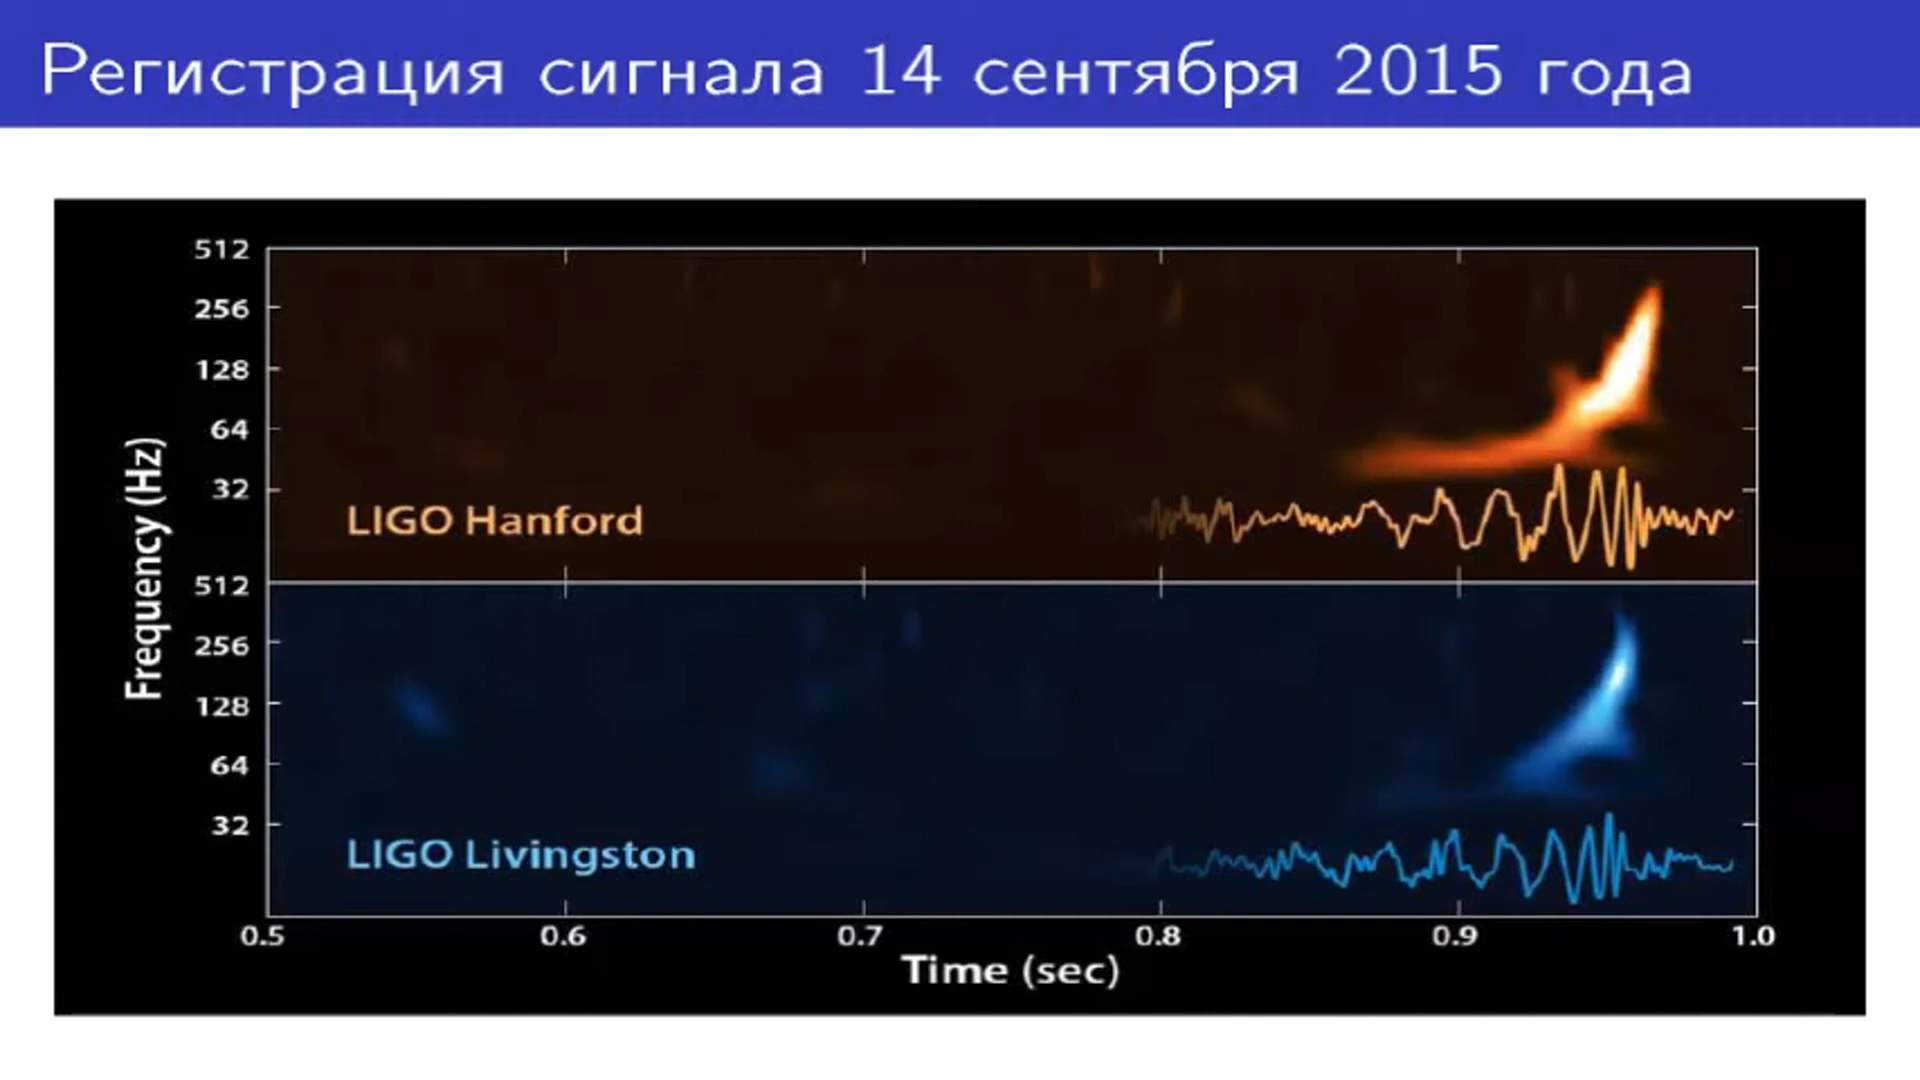 Регистрация сигнала 14 сентября 2015 года
Frequency (Hz)
512
256
128
64
32
LIGO Hanford
512
256
128
64
32
LIGO Livingston
0.5 0.6 0.7 0.8 0.9 1.0
Time (sec)